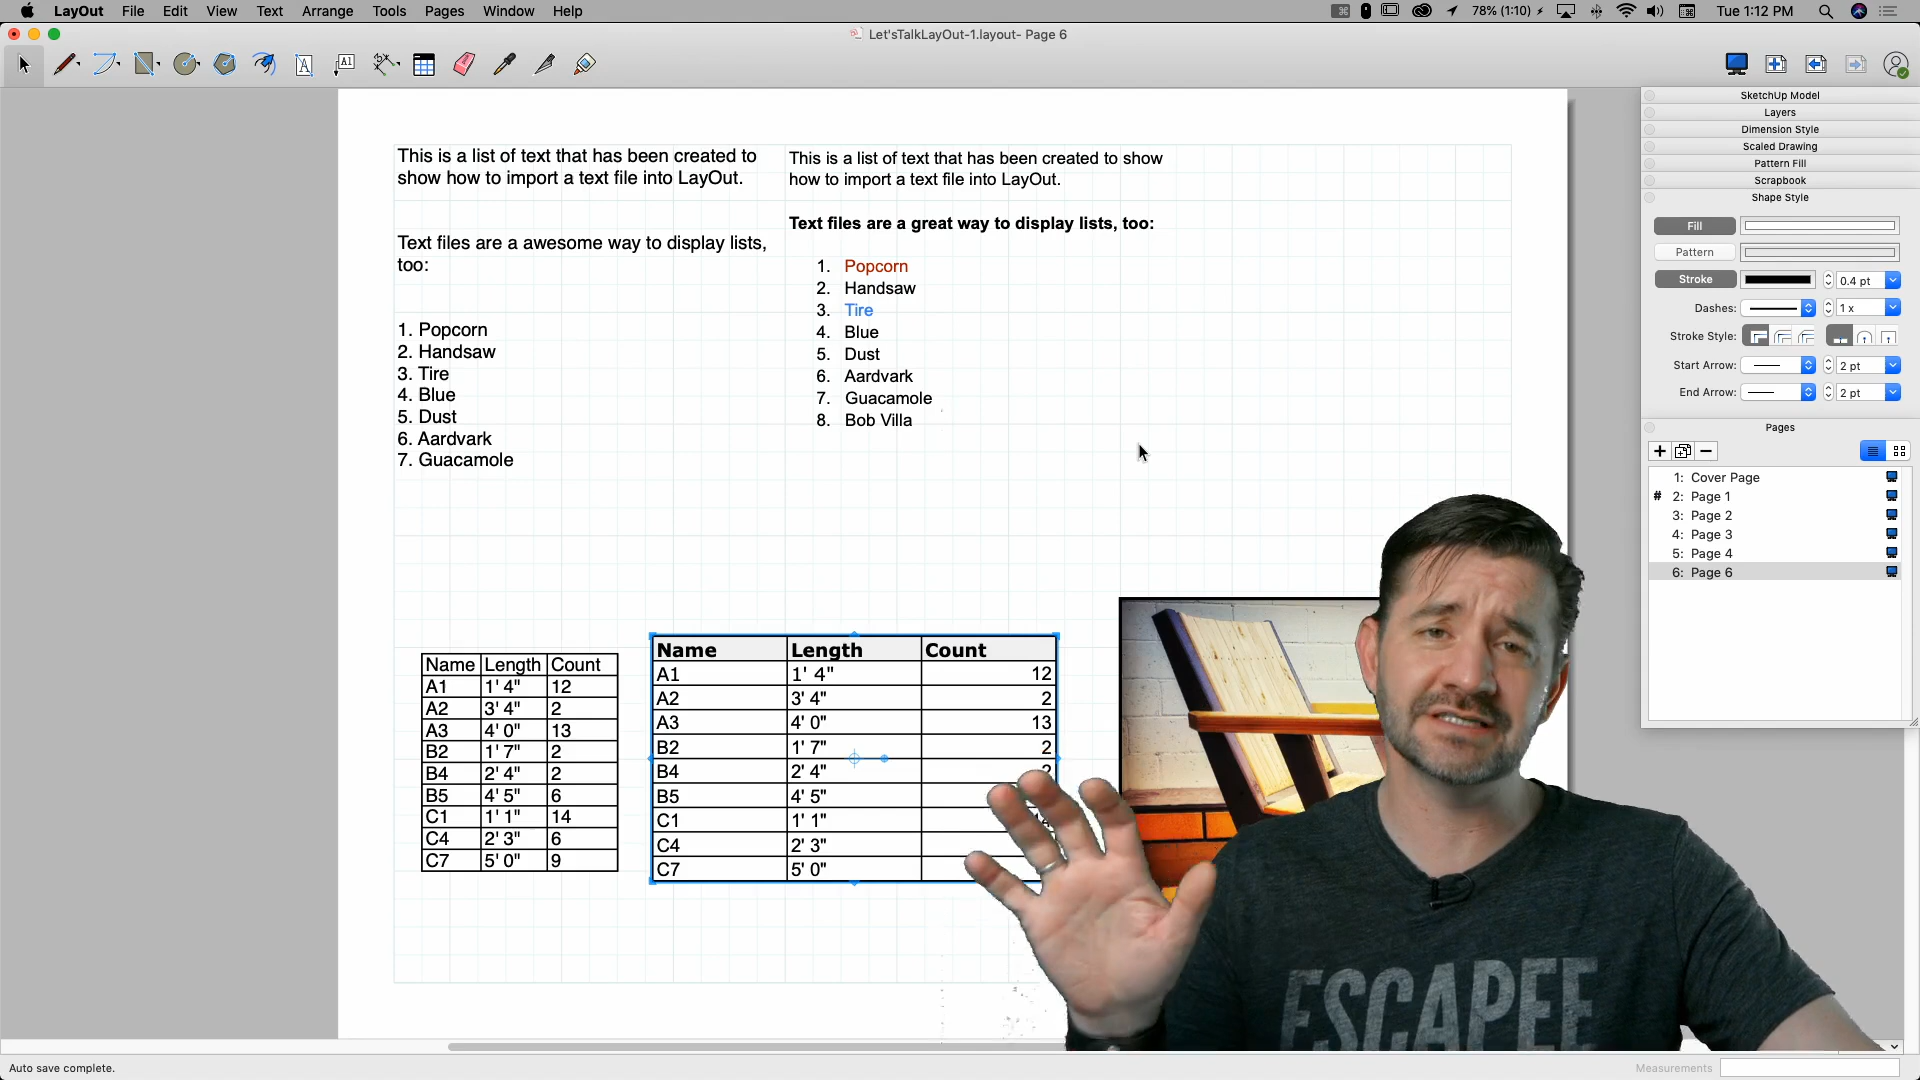 LayOut File Edit View Text Arrange Tools Pages Window Help
78% (1:10) Tue 1:12 PM
Let'sTalkLayOut-1.layout- Page 6
A
A1
This is a list of text that has been created to
show how to import a text file into LayOut.
Text files are a awesome way to display lists,
too:
1. Popcorn
2. Handsaw
3. Tire
4. Blue
5. Dust
6. Aardvark
7. Guacamole
This is a list of text that has been created to show
how to import a text file into LayOut.
Text files are a great way to display lists, too:
1. Popcorn
2. Handsaw
3. Tire
4. Blue
5. Dust
6. Aardvark
7. Guacamole
8. Bob Villa
Name Length Count
A1 1' 4" 12
A2 3' 4" 2
A3 4' 0" 13
B2 1' 7" 2
B4 2' 4" 2
B5 4' 5" 6
C1 1' 1" 14
C4 2' 3" 6
C7 5' 0" 9
Name Length Count
A1 1' 4" 12
A2 3' 4" 2
A3 4' 0" 13
B2 1' 7" 2
B4 2' 4" 2
B5 4' 5"
C1 1' 1"
C4 2' 3"
C7 5' 0"
ESCAPEE
SketchUp Model
Layers
Dimension Style
Scaled Drawing
Pattern Fill
Scrapbook
Shape Style
Fill
Pattern
Stroke 0.4 pt
Dashes: 1 x
Stroke Style:
Start Arrow: 2 pt
End Arrow: 2 pt
Pages
1: Cover Page
# 2: Page 1
3: Page 2
4: Page 3
5: Page 4
6: Page 6
Auto save complete.
Measurements